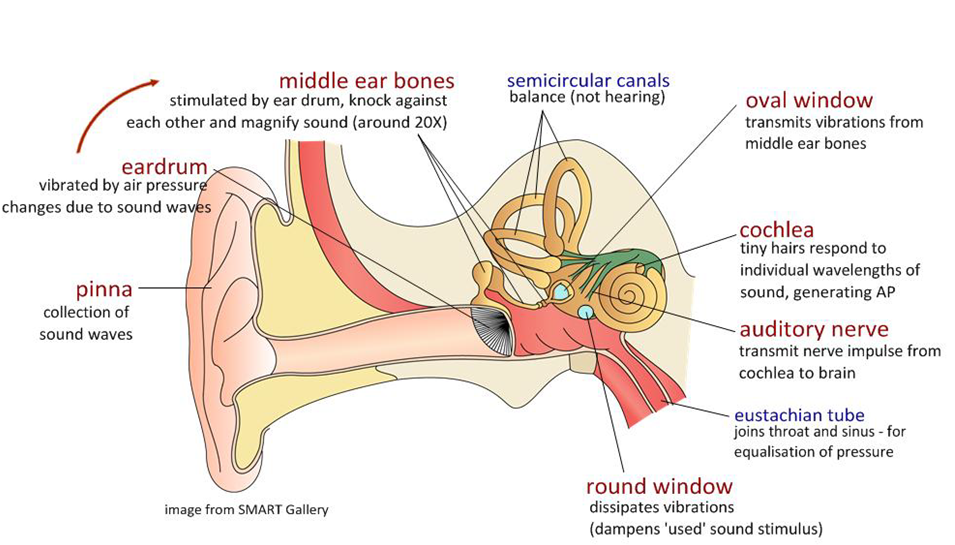 middle ear bones
stimulated by ear drum, knock against
each other and magnify sound (around 20X)
semicircular canals
balance (not hearing)
oval window
transmits vibrations from
middle ear bones
eardrum
vibrated by air pressure
changes due to sound waves
cochlea
tiny hairs respond to
individual wavelengths of
sound, generating AP
pinna
collection of
sound waves
auditory nerve
transmit nerve impulse from
cochlea to brain
eustachian tube
joins throat and sinus - for
equalisation of pressure
round window
dissipates vibrations
(dampens 'used' sound stimulus)
image from SMART Gallery